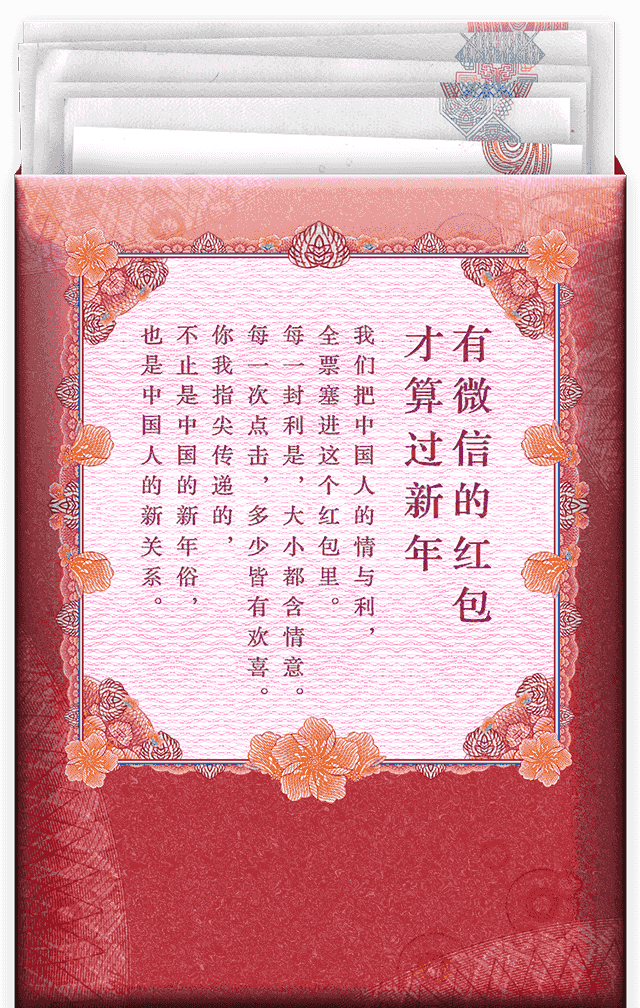 有微信的红包
才算过新年
我们把中国人的情与利，
全票塞进这个红包里。
每一封利是，大小都含情意。
每一次点击，多少皆有欢喜。
你我指尖传递的，
不止是中国的新年俗，
也是中国人的新关系。